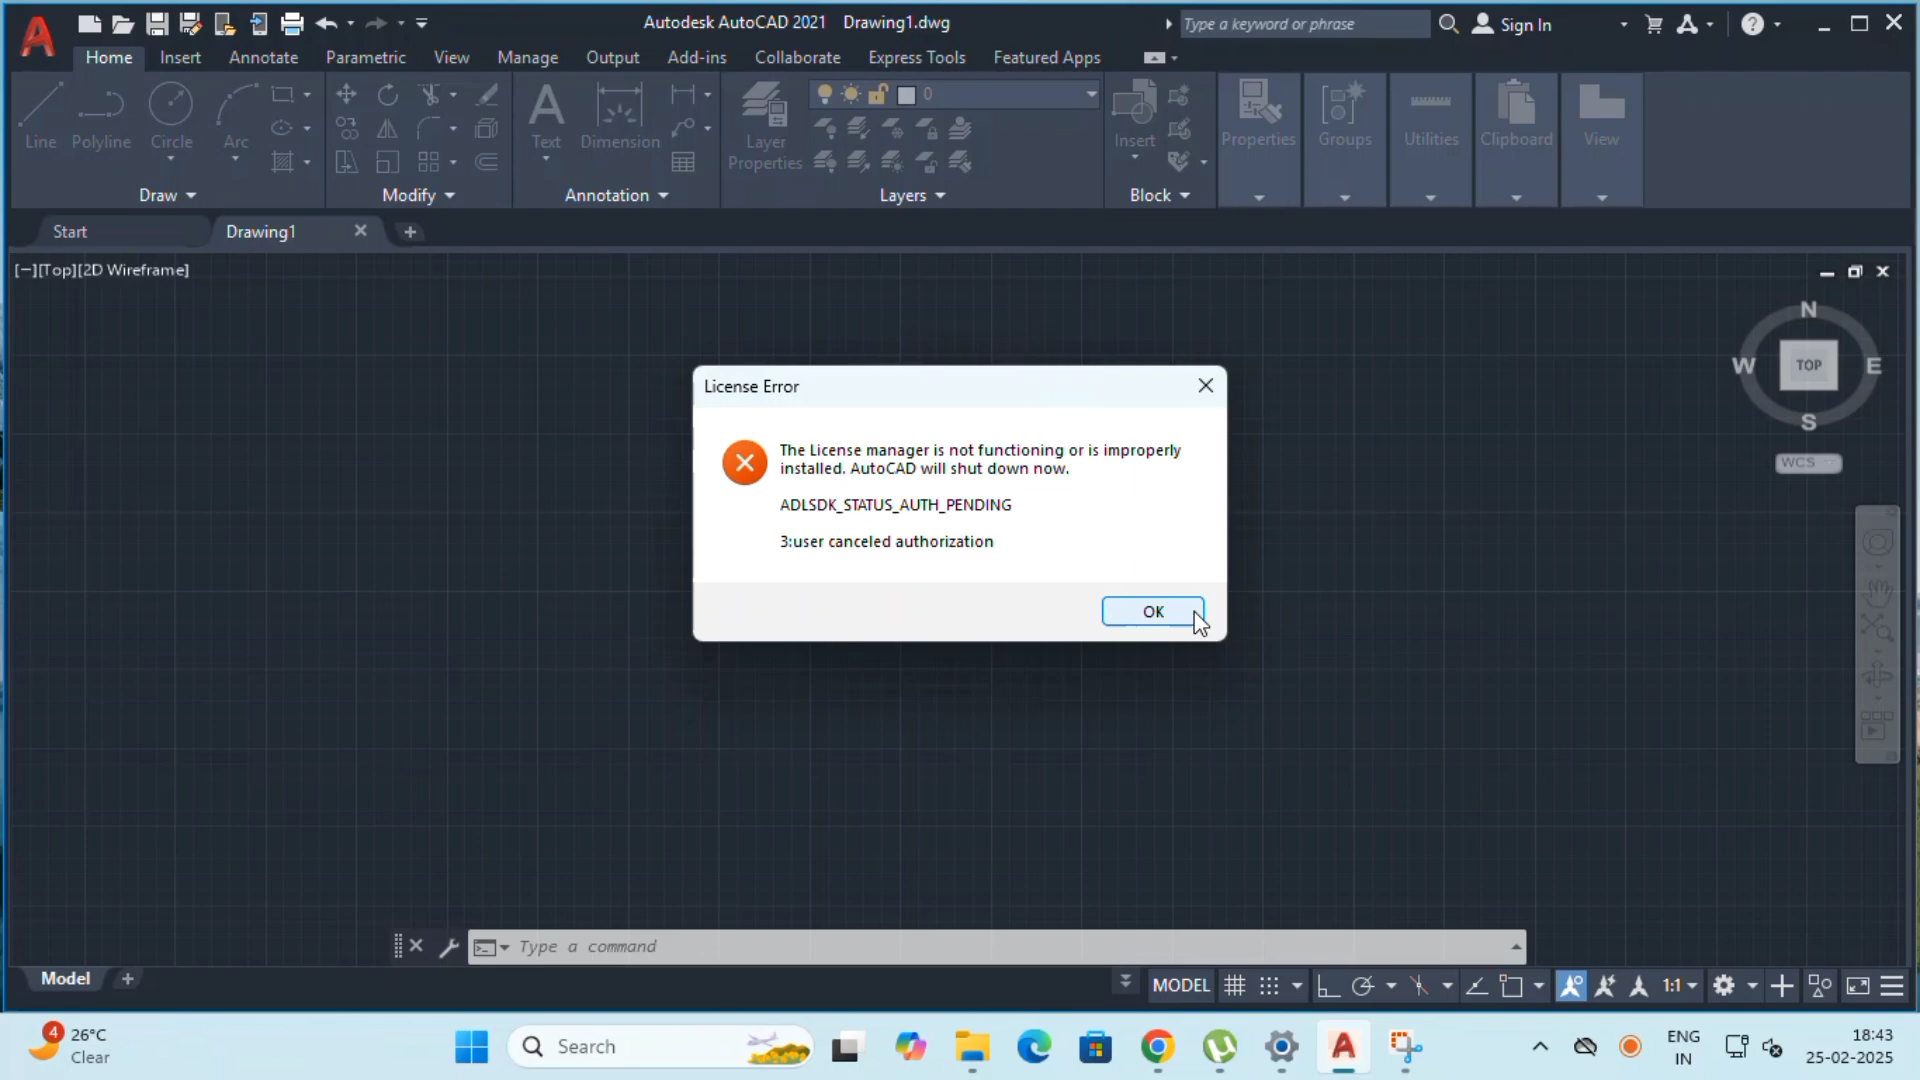 Autodesk AutoCAD 2021 Drawing1.dwg
Type a keyword or phrase
Sign In
Home Insert Annotate Parametric View Manage Output Add-ins Collaborate Express Tools Featured Apps
Line Polyline Circle Arc
Text Dimension
Layer
Properties
0
Insert
Properties Groups Utilities Clipboard View
Draw Modify Annotation Layers Block
Start Drawing1
[−][Top][2D Wireframe]
N
W TOP E
S
WCS
License Error
The License manager is not functioning or is improperly
installed. AutoCAD will shut down now.
ADLSDK_STATUS_AUTH_PENDING
3:user canceled authorization
OK
Type a command
Model
MODEL
1:1
4
26°C
Clear
Search
ENG
IN
18:43
25-02-2025